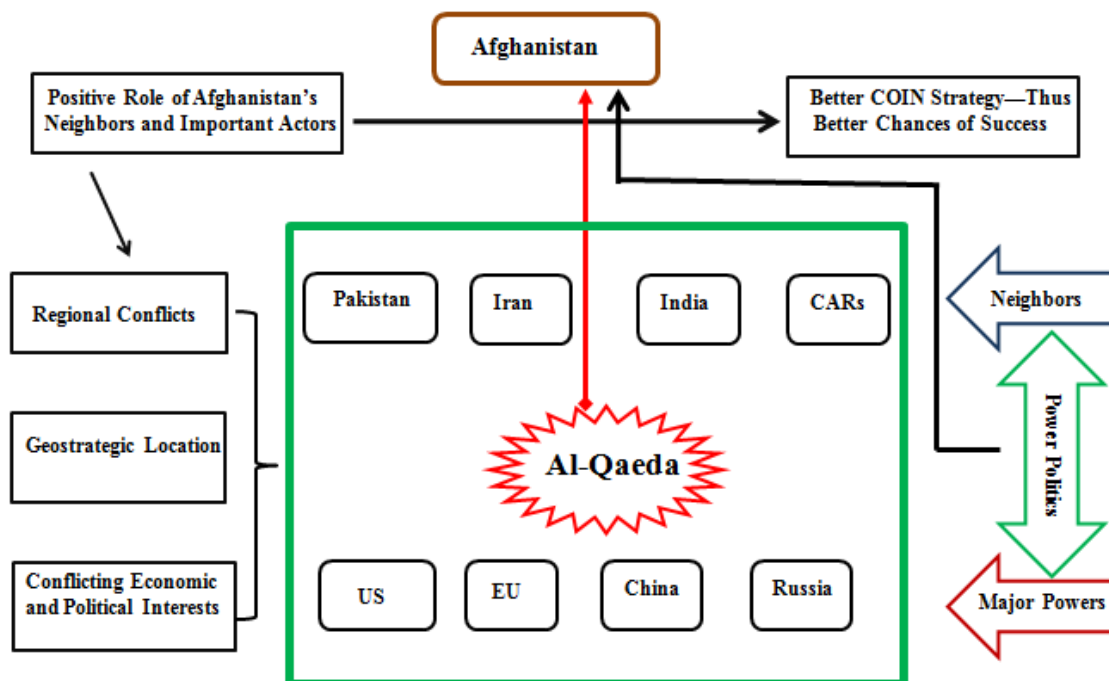 Afghanistan
Positive Role of Afghanistan's
Neighbors and Important Actors
Better COIN Strategy—Thus
Better Chances of Success
Regional Conflicts
Geostrategic Location
Conflicting Economic
and Political Interests
Pakistan
Iran
India
CARs
Al-Qaeda
US
EU
China
Russia
Neighbors
Power Politics
Major Powers